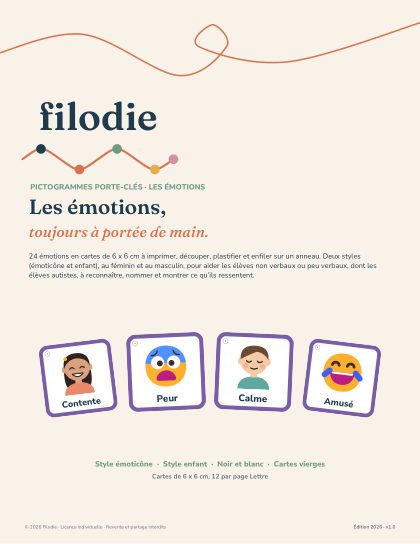 filodie
PICTOGRAMMES PORTE-CLÉS · LES ÉMOTIONS
Les émotions,
toujours à portée de main.
24 émotions en cartes de 6 x 6 cm à imprimer, découper, plastifier et enfiler sur un anneau. Deux styles
(émoticône et enfant), au féminin et au masculin, pour aider les élèves non verbaux ou peu verbaux, dont les
élèves autistes, à reconnaître, nommer et montrer ce qu'ils ressentent.
Contente
Peur
Calme
Amusé
Style émoticône · Style enfant · Noir et blanc · Cartes vierges
Cartes de 6 x 6 cm, 12 par page Lettre
© 2026 Filodie · Licence individuelle · Revente et partage interdits
Édition 2026 · v1.0